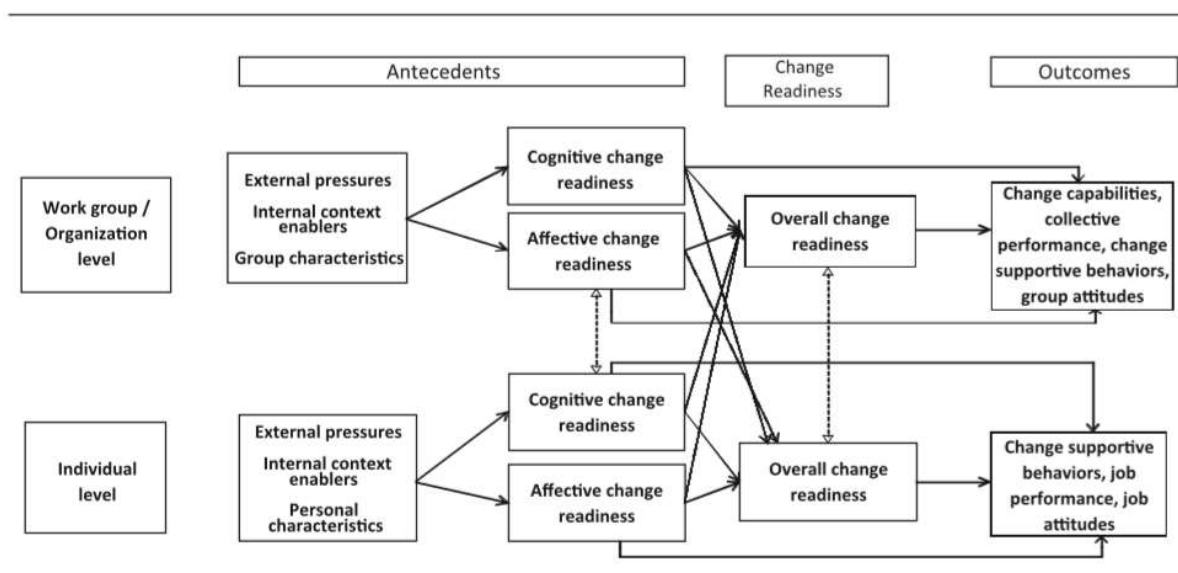 Antecedents
Change
Readiness
Outcomes
Work group /
Organization
level
External pressures
Internal context
enablers
Group characteristics
Cognitive change
readiness
Affective change
readiness
Overall change
readiness
Change capabilities,
collective
performance, change
supportive behaviors,
group attitudes
Individual
level
External pressures
Internal context
enablers
Personal
characteristics
Cognitive change
readiness
Affective change
readiness
Overall change
readiness
Change supportive
behaviors, job
performance, job
attitudes